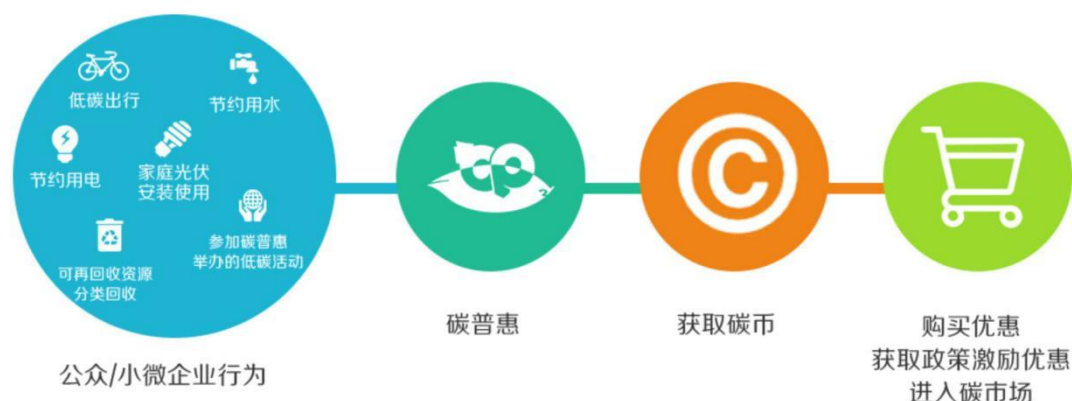 低碳出行
节约用水
节约用电
家庭光伏
安装使用
参加碳普惠
举办的低碳活动
可再回收资源
分类回收
公众/小微企业行为
碳普惠
C
获取碳币
购买优惠
获取政策激励优惠
进入碳市场